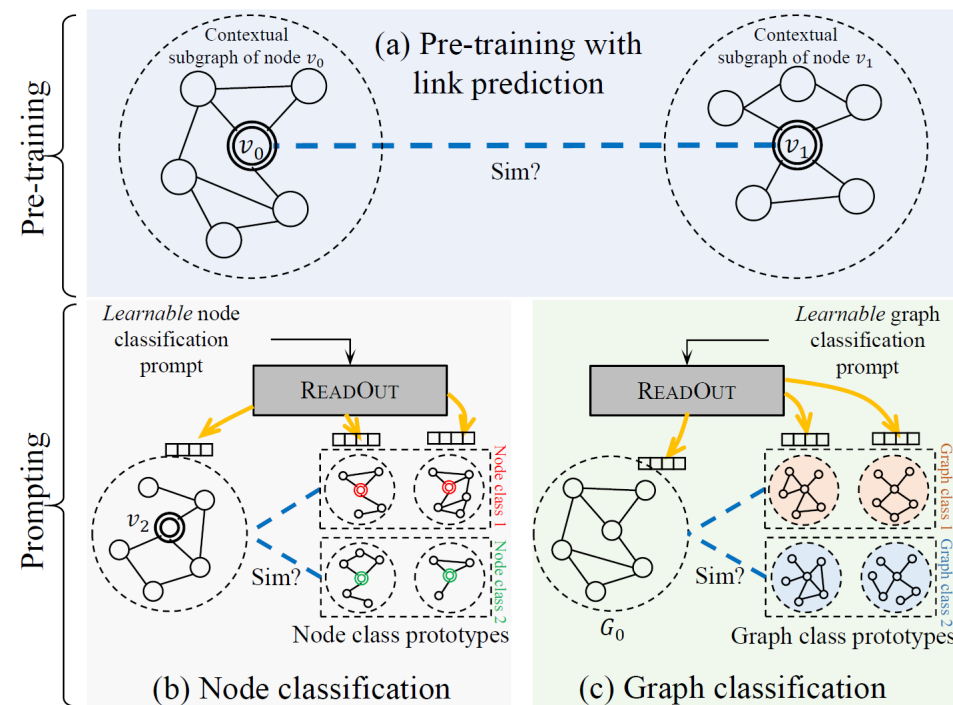 Pre-training
Contextual
subgraph of node v₀
(a) Pre-training with
link prediction
Contextual
subgraph of node v₁
v₀
v₁
Sim?
Prompting
Learnable node
classification
prompt
READOUT
v₂
Sim?
Node class 1
Node class 2
Node class prototypes
(b) Node classification
Learnable graph
classification
prompt
READOUT
G₀
Sim?
Graph class 1
Graph class 2
Graph class prototypes
(c) Graph classification